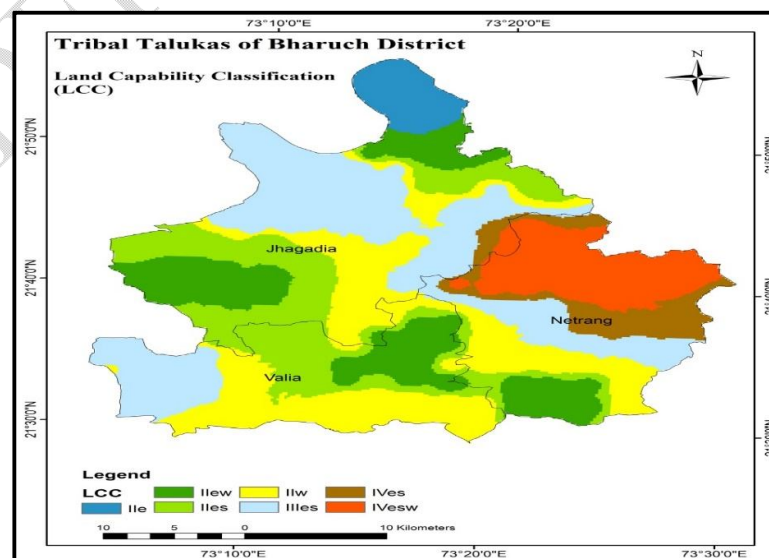 73°10'0"E 73°20'0"E
Tribal Talukas of Bharuch District
Land Capability Classification
(LCC)
N
21°50'0"N
Jhagadia
21°40'0"N
Netrang
Valia
21°30'0"N
Legend
LCC IIew IIw IVes
IIe IIes IIIes IVesw
10 5 0 10 Kilometers
73°10'0"E 73°20'0"E 73°30'0"E